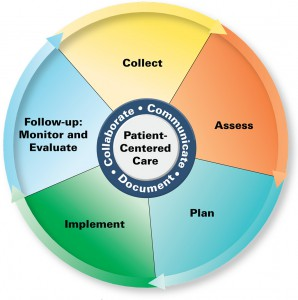 Collect
Assess
Plan
Implement
Follow-up:
Monitor and
Evaluate
Collaborate • Communicate • Document •
Patient-
Centered
Care